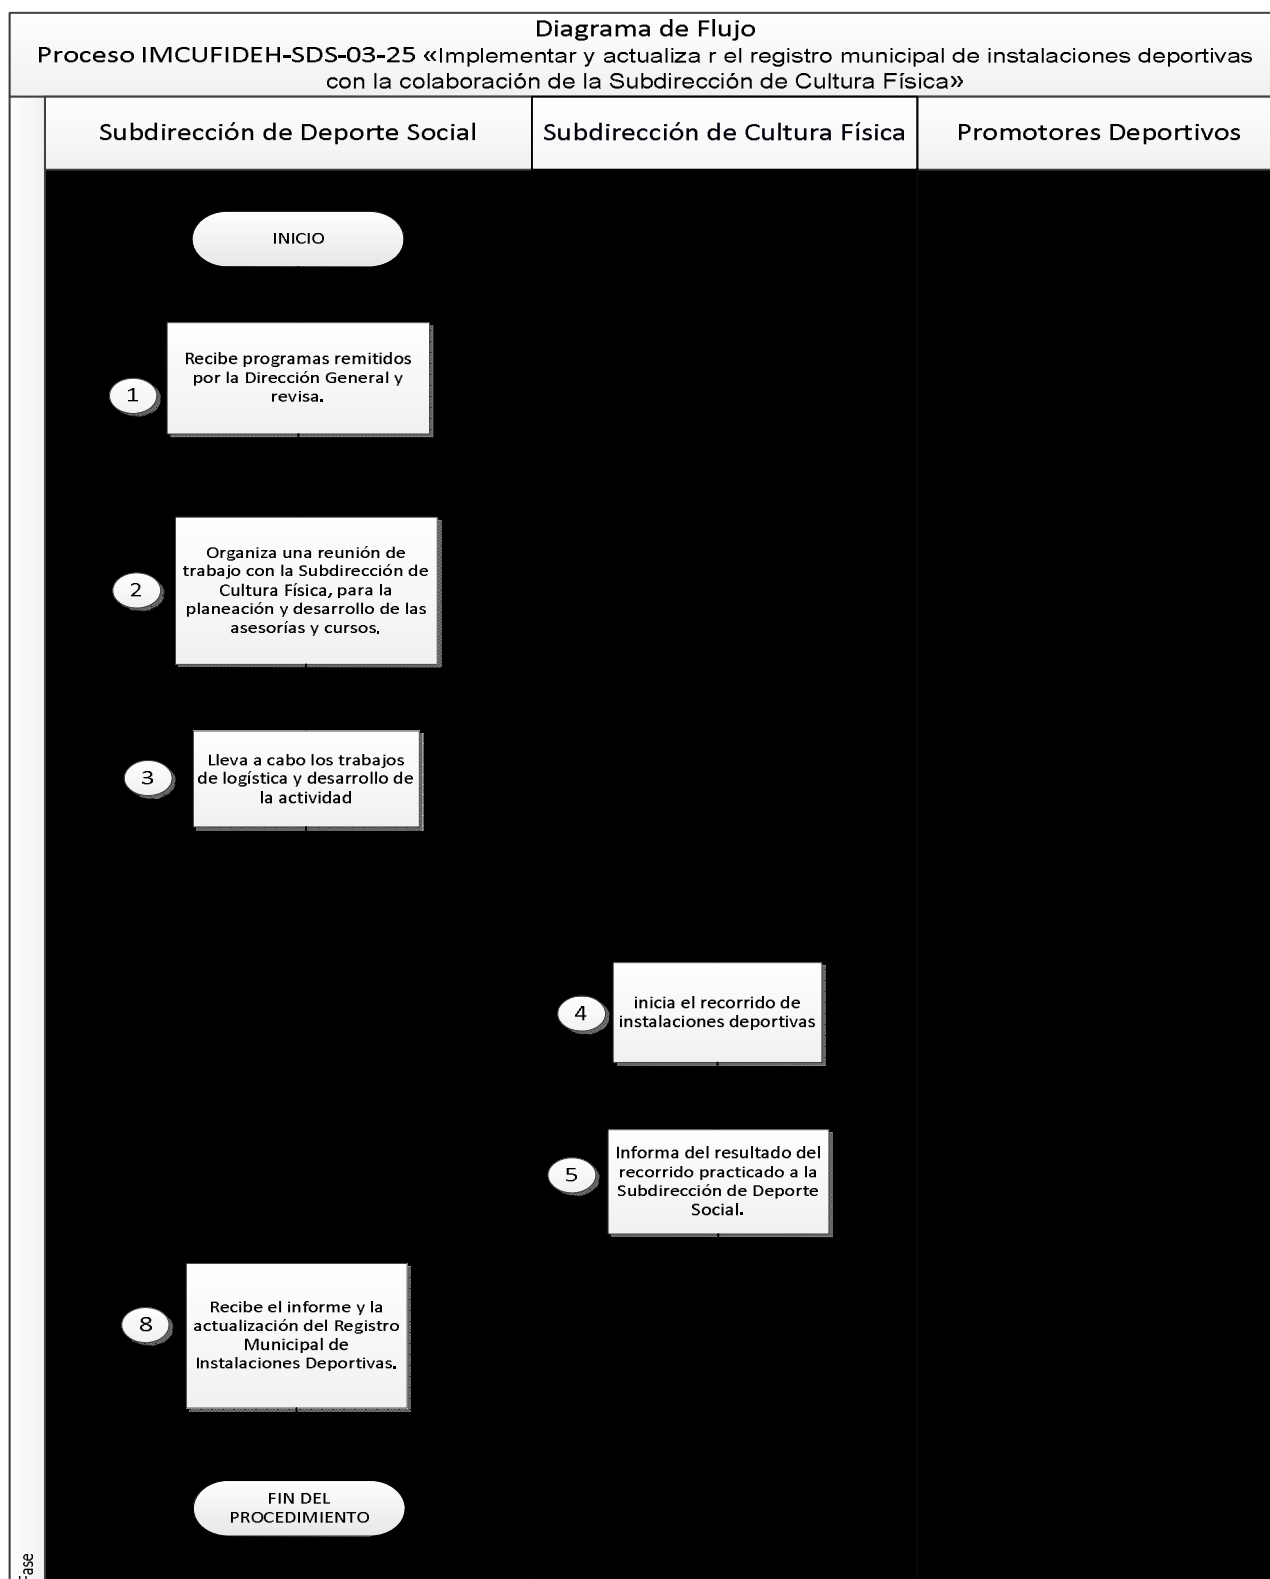 Diagrama de Flujo
Proceso IMCUFIDEH-SDS-03-25 «Implementar y actualiza r el registro municipal de instalaciones deportivas
con la colaboración de la Subdirección de Cultura Física»
Subdirección de Deporte Social
Subdirección de Cultura Física
Promotores Deportivos
INICIO
1
Recibe programas remitidos
por la Dirección General y
revisa.
2
Organiza una reunión de
trabajo con la Subdirección de
Cultura Física, para la
planeación y desarrollo de las
asesorías y cursos.
3
Lleva a cabo los trabajos
de logística y desarrollo de
la actividad
4
inicia el recorrido de
instalaciones deportivas
5
Informa del resultado del
recorrido practicado a la
Subdirección de Deporte
Social.
8
Recibe el informe y la
actualización del Registro
Municipal de
Instalaciones Deportivas.
FIN DEL
PROCEDIMIENTO
Fase